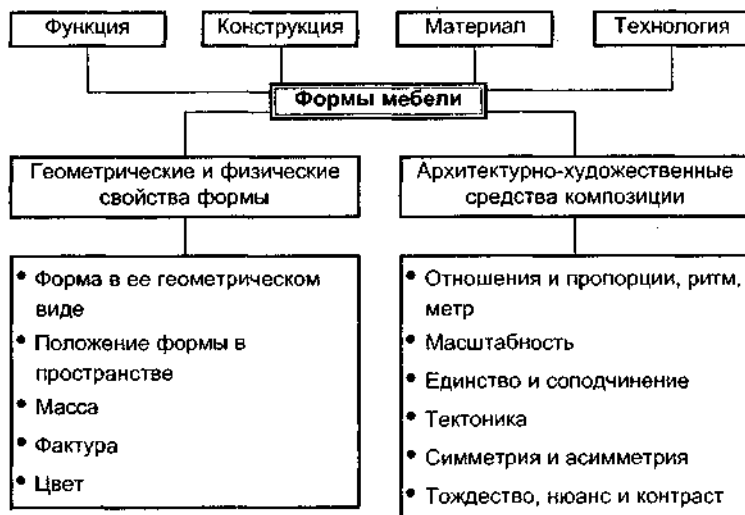 Функция
Конструкция
Материал
Технология
Формы мебели
Геометрические и физические
свойства формы
Архитектурно-художественные
средства композиции
• Форма в ее геометрическом
виде
• Положение формы в
пространстве
• Масса
• Фактура
• Цвет
• Отношения и пропорции, ритм,
метр
• Масштабность
• Единство и соподчинение
• Тектоника
• Симметрия и асимметрия
• Тождество, нюанс и контраст